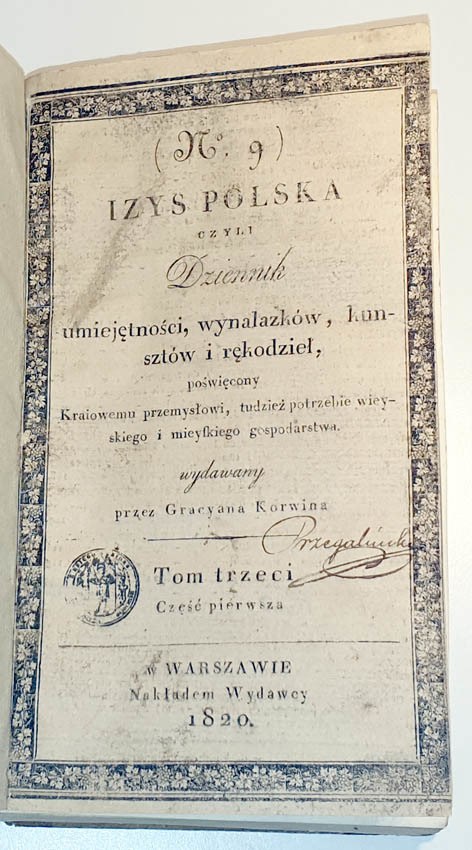 (No. 9)
IZYS POLSKA
CZYLI
Dziennik
umiejętności, wynalazków, kun-
sztów i rękodzieł,
poświęcony
Kraiowemu przemysłowi, tudzież potrzebie wiey-
skiego i mieyſkiego gospodarstwa.
wydawany
przez Gracyana Korwina
Tom trzeci
Część pierwsza
w WARSZAWIE
Nakładem Wydawcy
1820.